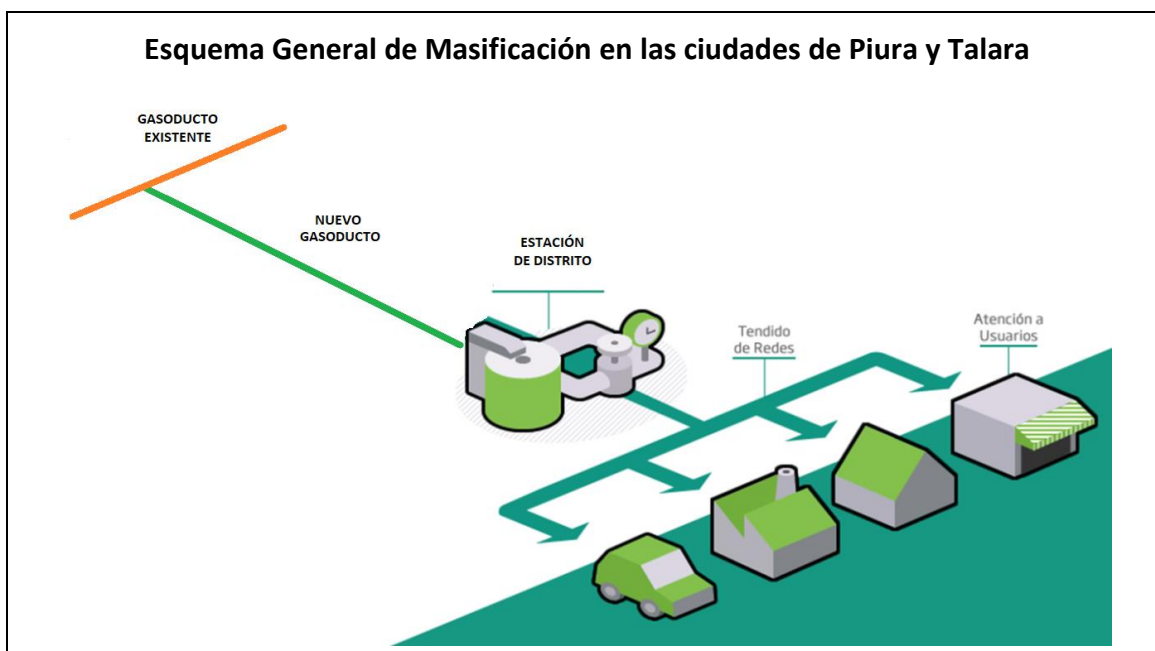 Esquema General de Masificación en las ciudades de Piura y Talara
GASODUCTO
EXISTENTE
NUEVO
GASODUCTO
ESTACIÓN
DE DISTRITO
Tendido
de Redes
Atención a
Usuarios